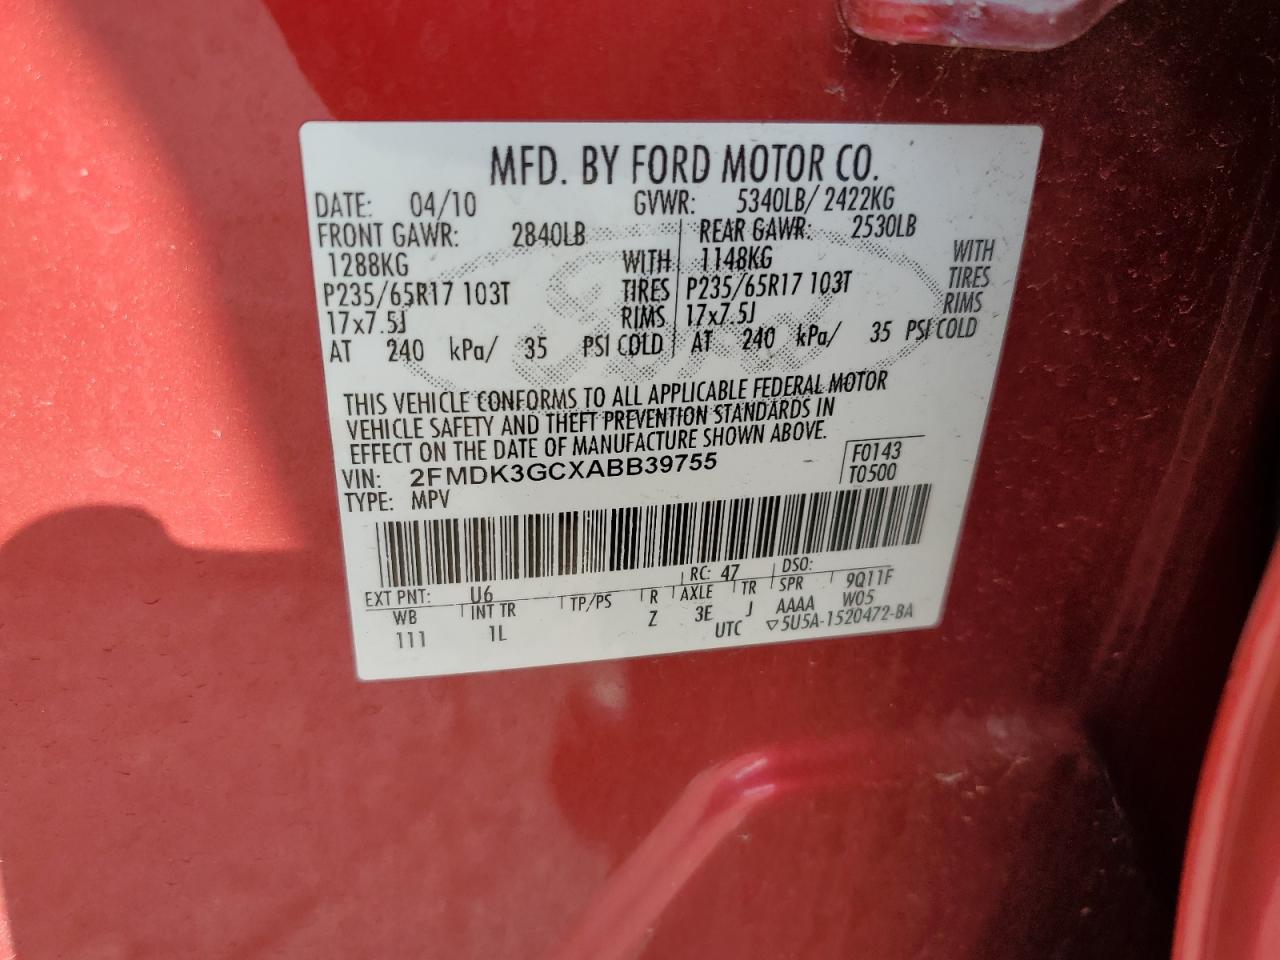 MFD. BY FORD MOTOR CO.
DATE: 04/10 GVWR: 5340LB/ 2422KG
FRONT GAWR: 2840LB REAR GAWR: 2530LB
1288KG WITH 1148KG WITH
P235/65R17 103T TIRES P235/65R17 103T TIRES
17x7.5J RIMS 17x7.5J RIMS
AT 240 kPa/ 35 PSI COLD AT 240 kPa/ 35 PSI COLD
THIS VEHICLE CONFORMS TO ALL APPLICABLE FEDERAL MOTOR
VEHICLE SAFETY AND THEFT PREVENTION STANDARDS IN
EFFECT ON THE DATE OF MANUFACTURE SHOWN ABOVE.
VIN: 2FMDK3GCXABB39755 F0143
TYPE: MPV T0500
EXT PNT: U6 RC: 47 DSO:
WB INT TR TP/PS R AXLE TR SPR 9Q11F
111 1L Z 3E J AAAA W05
UTC ▽5U5A-1520472-BA